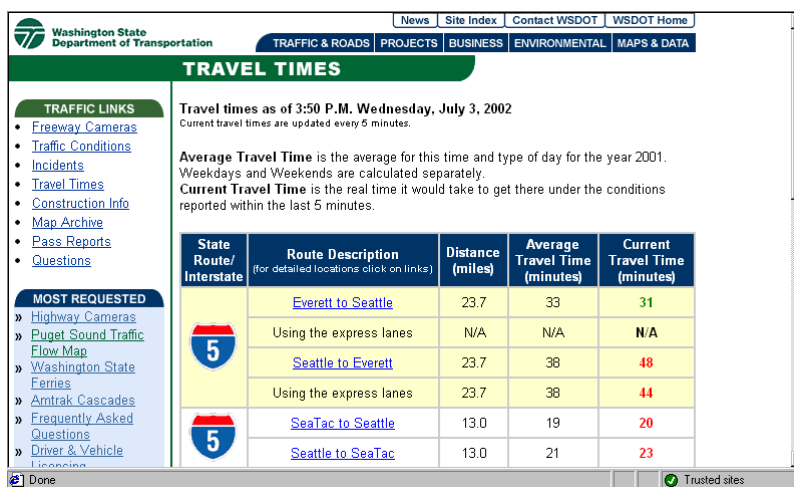 News Site Index Contact WSDOT WSDOT Home
Washington State
Department of Transportation
TRAFFIC & ROADS PROJECTS BUSINESS ENVIRONMENTAL MAPS & DATA
TRAVEL TIMES
TRAFFIC LINKS
• Freeway Cameras
• Traffic Conditions
• Incidents
• Travel Times
• Construction Info
• Map Archive
• Pass Reports
• Questions
MOST REQUESTED
» Highway Cameras
» Puget Sound Traffic
Flow Map
» Washington State
Ferries
» Amtrak Cascades
» Frequently Asked
Questions
» Driver & Vehicle
Licensing
Travel times as of 3:50 P.M. Wednesday, July 3, 2002
Current travel times are updated every 5 minutes.
Average Travel Time is the average for this time and type of day for the year 2001.
Weekdays and Weekends are calculated separately.
Current Travel Time is the real time it would take to get there under the conditions
reported within the last 5 minutes.
State Route/ Interstate Route Description (for detailed locations click on links) Distance (miles) Average Travel Time (minutes) Current Travel Time (minutes)
5
Everett to Seattle 23.7 33 31
Using the express lanes N/A N/A N/A
Seattle to Everett 23.7 38 48
Using the express lanes 23.7 38 44
5
SeaTac to Seattle 13.0 19 20
Seattle to SeaTac 13.0 21 23
Done Trusted sites